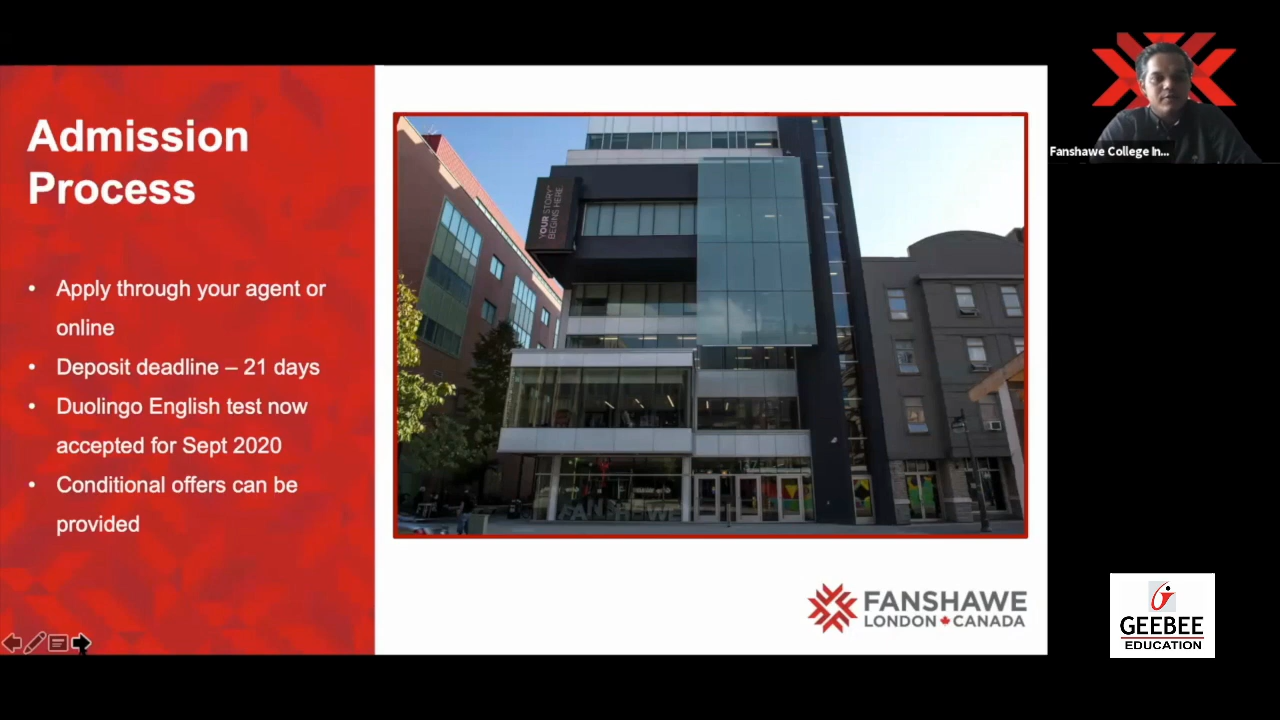 Admission
Process
• Apply through your agent or
online
• Deposit deadline – 21 days
• Duolingo English test now
accepted for Sept 2020
• Conditional offers can be
provided
YOUR STORY
BEGINS HERE
FANSHAWE
FANSHAWE
LONDON CANADA
Fanshawe College In...
GEEBEE
EDUCATION